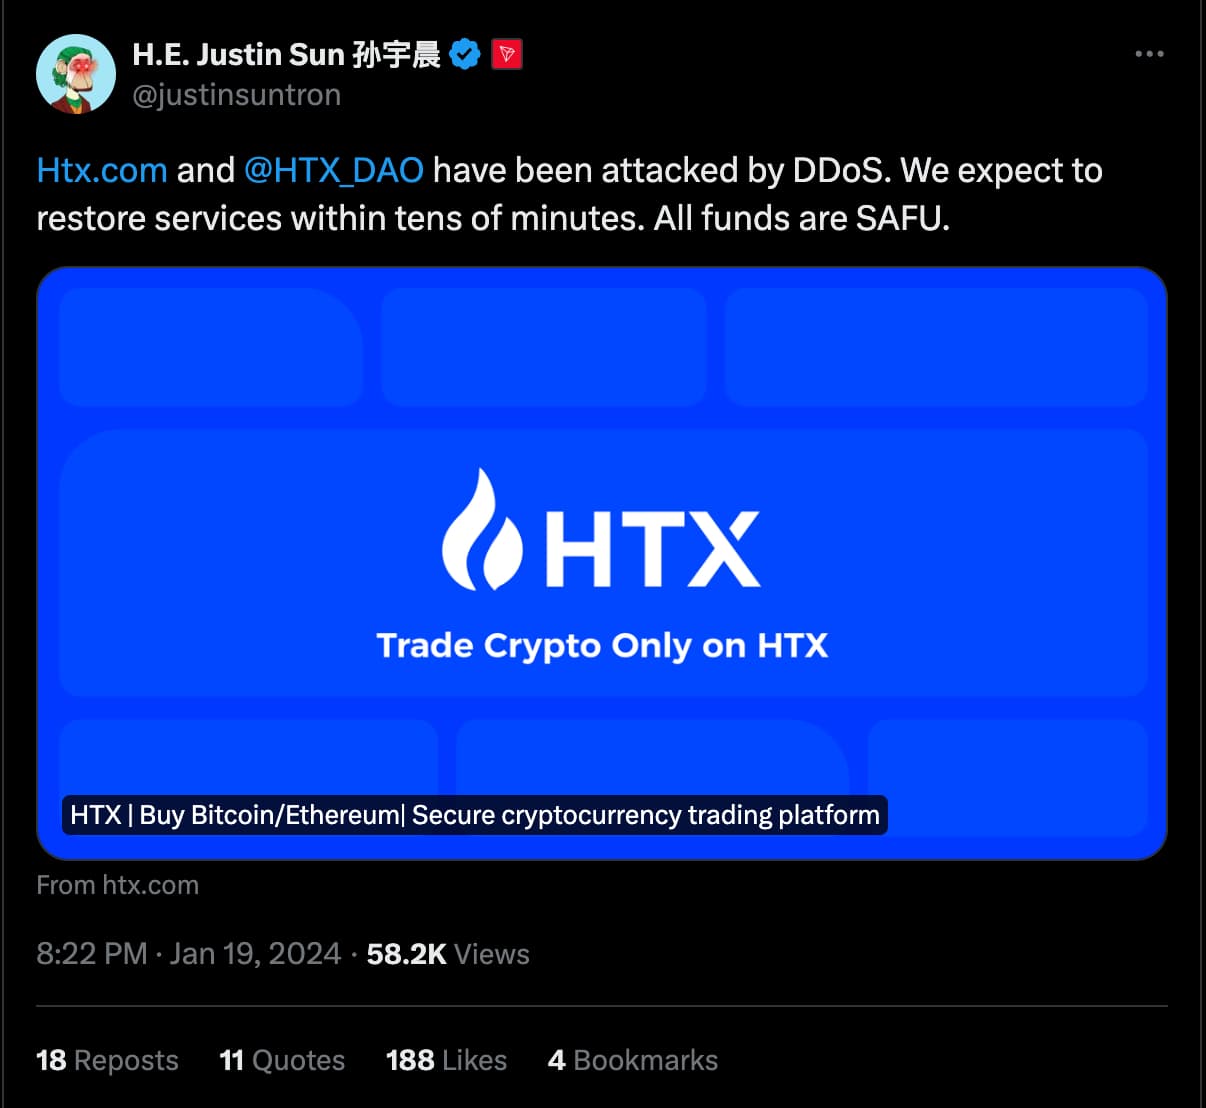 H.E. Justin Sun 孙宇晨
@justinsuntron
Htx.com and @HTX_DAO have been attacked by DDoS. We expect to
restore services within tens of minutes. All funds are SAFU.
HTX
Trade Crypto Only on HTX
HTX | Buy Bitcoin/Ethereum| Secure cryptocurrency trading platform
From htx.com
8:22 PM · Jan 19, 2024 · 58.2K Views
18 Reposts 11 Quotes 188 Likes 4 Bookmarks